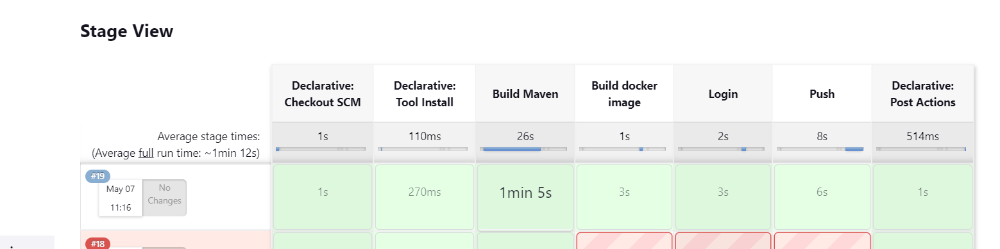 Stage View
Declarative: Checkout SCM
Declarative: Tool Install
Build Maven
Build docker image
Login
Push
Declarative: Post Actions
Average stage times:
(Average full run time: ~1min 12s)
1s
110ms
26s
1s
2s
8s
514ms
#19
May 07
11:16
No
Changes
1s
270ms
1min 5s
3s
3s
6s
1s
#18